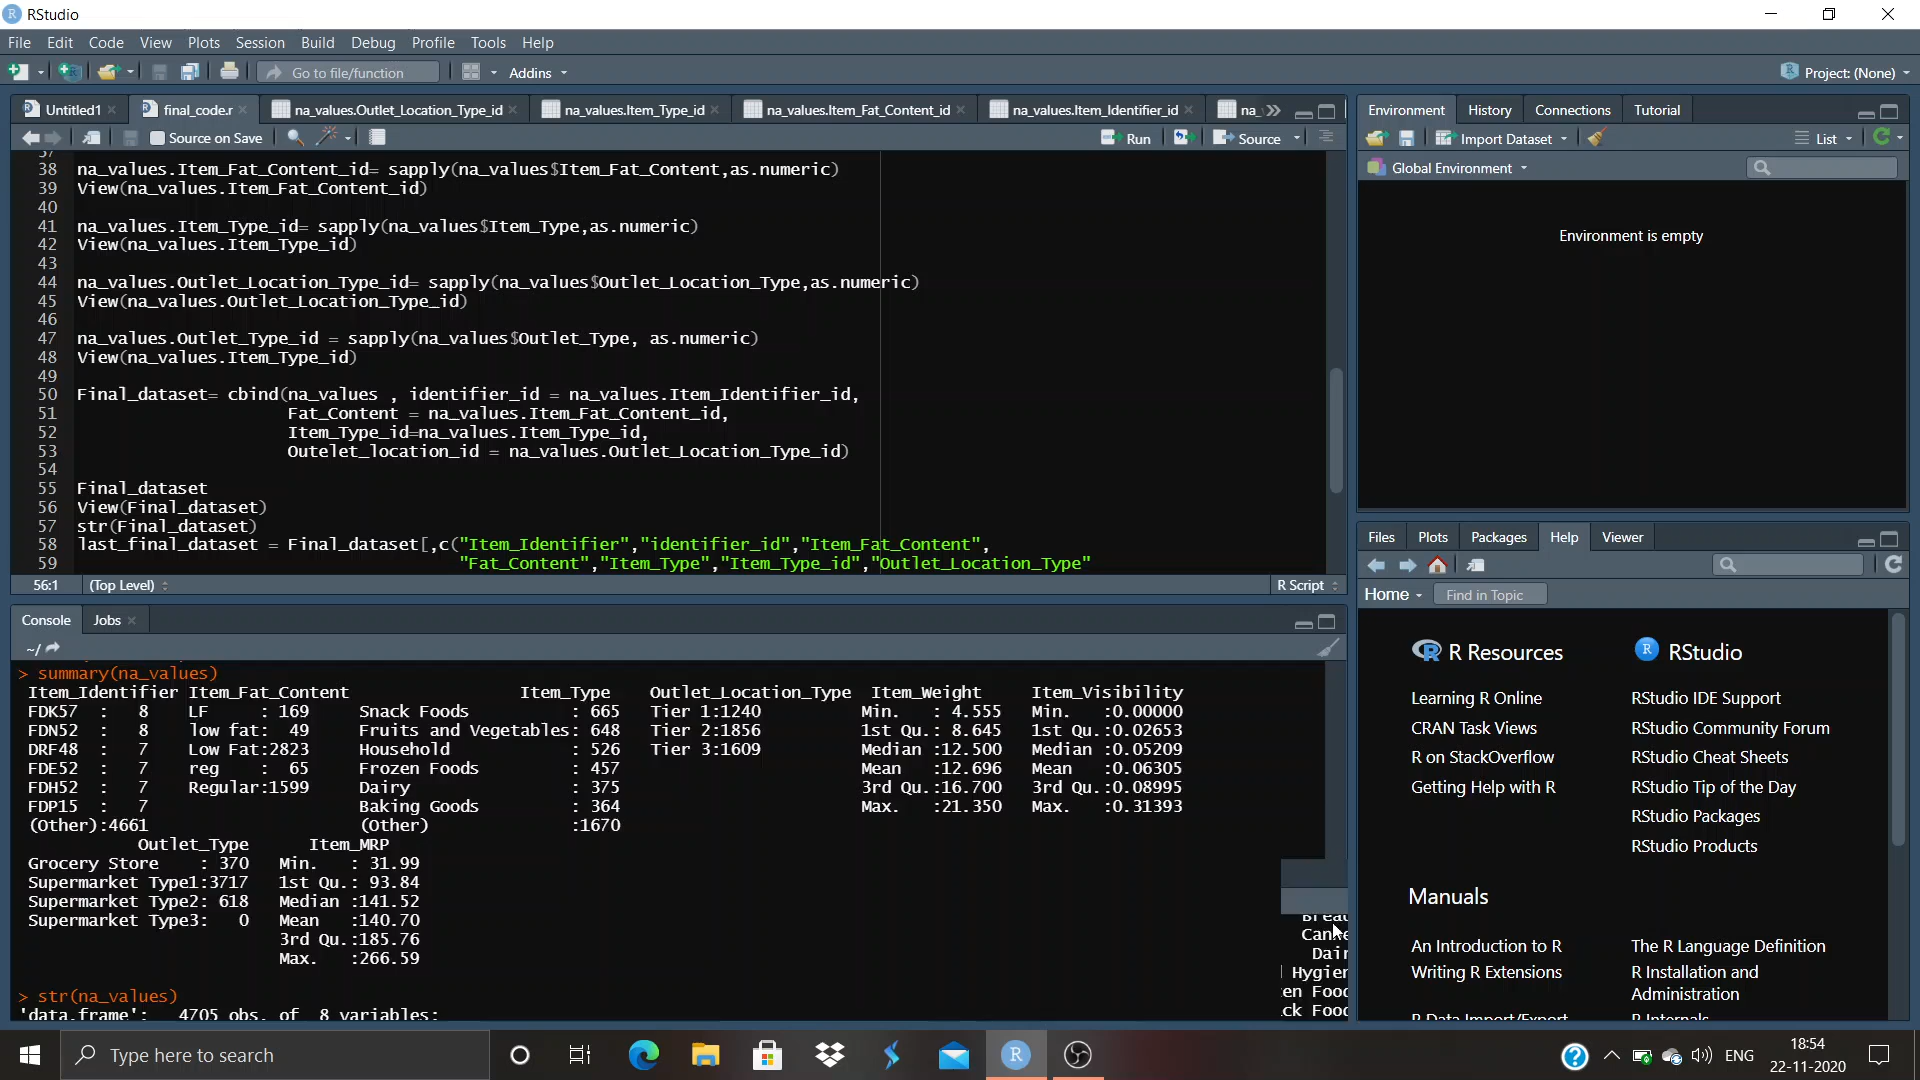 RStudio
File Edit Code View Plots Session Build Debug Profile Tools Help
Go to file/function Addins Project: (None)
Untitled1 final_code.r na_values.Outlet_Location_Type_id na_values.Item_Type_id na_values.Item_Fat_Content_id na_values.Item_Identifier_id na
Source on Save Run Source
38 na_values.Item_Fat_Content_id= sapply(na_values$Item_Fat_Content,as.numeric)
39 View(na_values.Item_Fat_Content_id)
40
41 na_values.Item_Type_id= sapply(na_values$Item_Type,as.numeric)
42 View(na_values.Item_Type_id)
43
44 na_values.Outlet_Location_Type_id= sapply(na_values$Outlet_Location_Type,as.numeric)
45 View(na_values.Outlet_Location_Type_id)
46
47 na_values.Outlet_Type_id = sapply(na_values$Outlet_Type, as.numeric)
48 View(na_values.Item_Type_id)
49
50 Final_dataset= cbind(na_values , identifier_id = na_values.Item_Identifier_id,
51 Fat_Content = na_values.Item_Fat_Content_id,
52 Item_Type_id=na_values.Item_Type_id,
53 Outelet_location_id = na_values.Outlet_Location_Type_id)
54
55 Final_dataset
56 View(Final_dataset)
57 str(Final_dataset)
58 last_final_dataset = Final_dataset[,c("Item_Identifier","identifier_id","Item_Fat_Content",
59 "Fat_Content","Item_Type","Item_Type_id","Outlet_Location_Type"
56:1 (Top Level) R Script
Console Jobs
~/
> summary(na_values)
Item_Identifier Item_Fat_Content Item_Type Outlet_Location_Type Item_Weight Item_Visibility
FDK57 : 8 LF : 169 Snack Foods : 665 Tier 1:1240 Min. : 4.555 Min. :0.00000
FDN52 : 8 low fat: 49 Fruits and Vegetables: 648 Tier 2:1856 1st Qu.: 8.645 1st Qu.:0.02653
DRF48 : 7 Low Fat:2823 Household : 526 Tier 3:1609 Median :12.500 Median :0.05209
FDE52 : 7 reg : 65 Frozen Foods : 457 Mean :12.696 Mean :0.06305
FDH52 : 7 Regular:1599 Dairy : 375 3rd Qu.:16.700 3rd Qu.:0.08995
FDP15 : 7 Baking Goods : 364 Max. :21.350 Max. :0.31393
(Other):4661 (Other) :1670
Outlet_Type Item_MRP
Grocery Store : 370 Min. : 31.99
Supermarket Type1:3717 1st Qu.: 93.84
Supermarket Type2: 618 Median :141.52
Supermarket Type3: 0 Mean :140.70
3rd Qu.:185.76
Max. :266.59
> str(na_values)
'data.frame': 4705 obs. of 8 variables:
Dair
Hygien
en Food
ck Food
Environment History Connections Tutorial
Import Dataset List
Global Environment
Environment is empty
Files Plots Packages Help Viewer
Home Find in Topic
R Resources RStudio
Learning R Online RStudio IDE Support
CRAN Task Views RStudio Community Forum
R on StackOverflow RStudio Cheat Sheets
Getting Help with R RStudio Tip of the Day
RStudio Packages
RStudio Products
Manuals
An Introduction to R The R Language Definition
Writing R Extensions R Installation and
Administration
R Data Import/Export R Internals
Type here to search ENG 18:54
22-11-2020